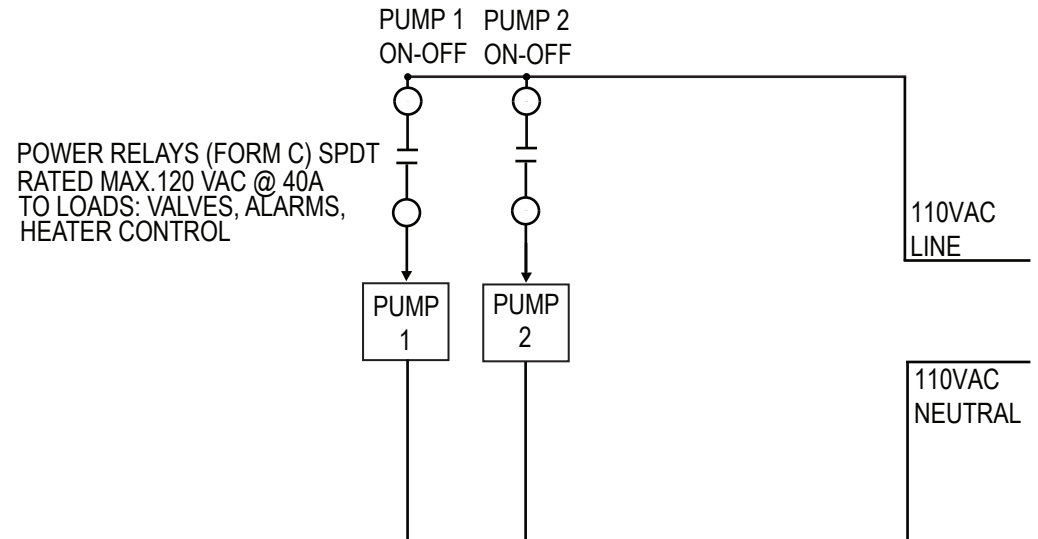 PUMP 1 PUMP 2
ON-OFF ON-OFF
POWER RELAYS (FORM C) SPDT
RATED MAX.120 VAC @ 40A
TO LOADS: VALVES, ALARMS,
HEATER CONTROL
110VAC
LINE
PUMP
1
PUMP
2
110VAC
NEUTRAL